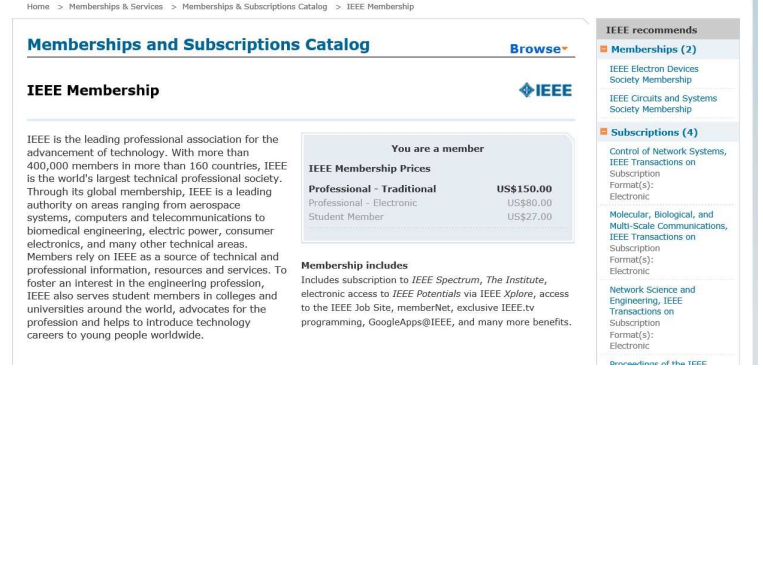 Home > Memberships & Services > Memberships & Subscriptions Catalog > IEEE Membership
Memberships and Subscriptions Catalog
Browse
IEEE Membership
IEEE
IEEE is the leading professional association for the
advancement of technology. With more than
400,000 members in more than 160 countries, IEEE
is the world's largest technical professional society.
Through its global membership, IEEE is a leading
authority on areas ranging from aerospace
systems, computers and telecommunications to
biomedical engineering, electric power, consumer
electronics, and many other technical areas.
Members rely on IEEE as a source of technical and
professional information, resources and services. To
foster an interest in the engineering profession,
IEEE also serves student members in colleges and
universities around the world, advocates for the
profession and helps to introduce technology
careers to young people worldwide.
You are a member
IEEE Membership Prices
Professional - Traditional US$150.00
Professional - Electronic US$80.00
Student Member US$27.00
Membership includes
Includes subscription to IEEE Spectrum, The Institute,
electronic access to IEEE Potentials via IEEE Xplore, access
to the IEEE Job Site, memberNet, exclusive IEEE.tv
programming, GoogleApps@IEEE, and many more benefits.
IEEE recommends
Memberships (2)
IEEE Electron Devices
Society Membership
IEEE Circuits and Systems
Society Membership
Subscriptions (4)
Control of Network Systems,
IEEE Transactions on
Subscription
Format(s):
Electronic
Molecular, Biological, and
Multi-Scale Communications,
IEEE Transactions on
Subscription
Format(s):
Electronic
Network Science and
Engineering, IEEE
Transactions on
Subscription
Format(s):
Electronic
Proceedings of the IEEE